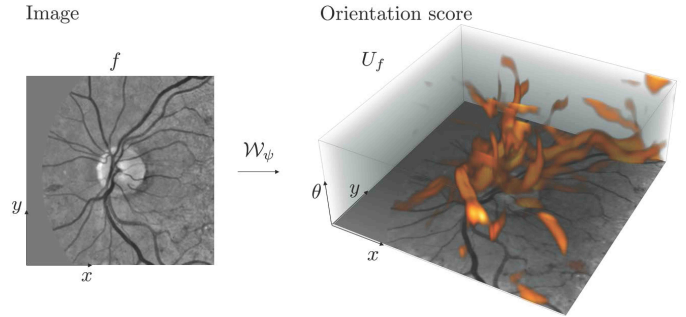 Image
Orientation score
f
U_f
𝒲_ψ
y
x
θ
y
x